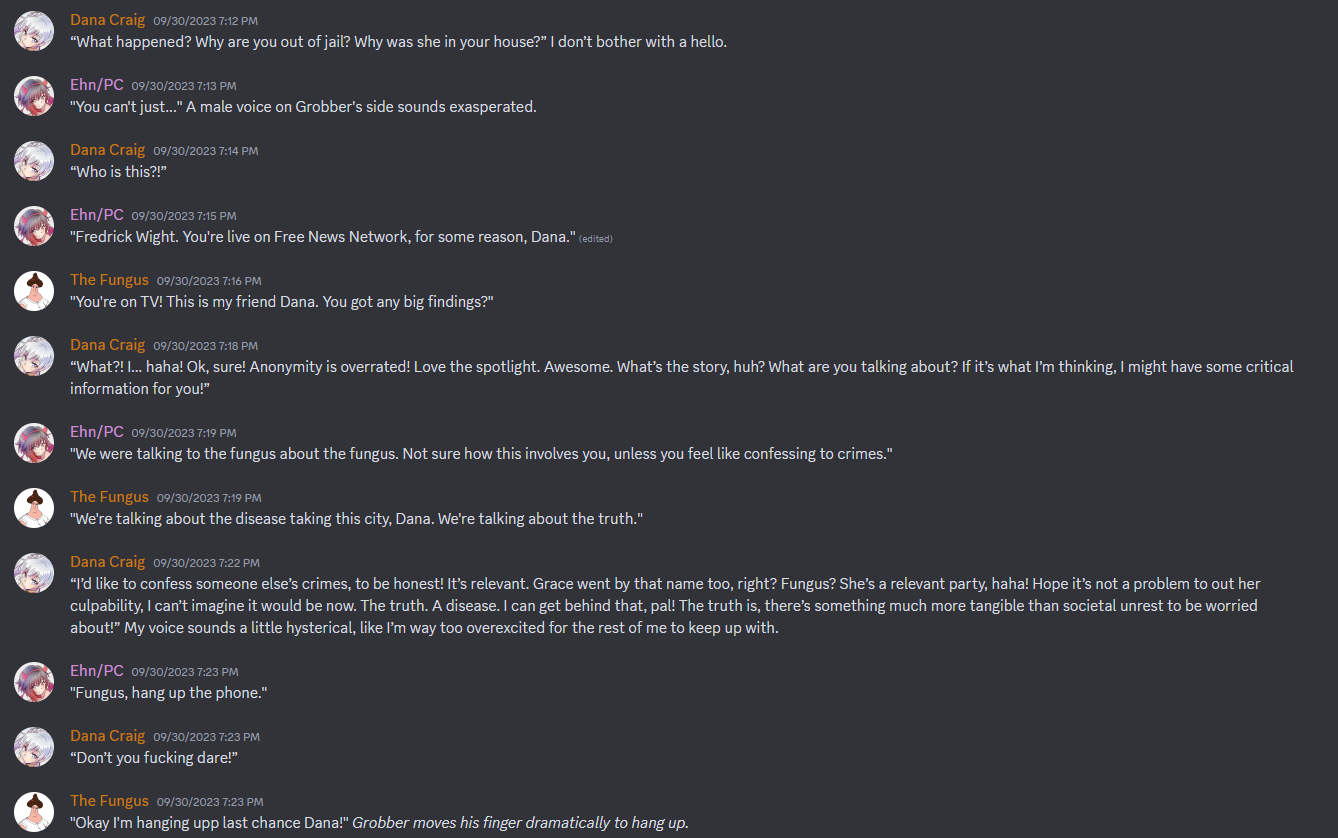 Dana Craig 09/30/2023 7:12 PM
“What happened? Why are you out of jail? Why was she in your house?” I don’t bother with a hello.
Ehn/PC 09/30/2023 7:13 PM
"You can't just..." A male voice on Grobber's side sounds exasperated.
Dana Craig 09/30/2023 7:14 PM
“Who is this?!”
Ehn/PC 09/30/2023 7:15 PM
"Fredrick Wight. You're live on Free News Network, for some reason, Dana." (edited)
The Fungus 09/30/2023 7:16 PM
"You're on TV! This is my friend Dana. You got any big findings?"
Dana Craig 09/30/2023 7:18 PM
“What?! I... haha! Ok, sure! Anonymity is overrated! Love the spotlight. Awesome. What’s the story, huh? What are you talking about? If it’s what I’m thinking, I might have some critical
information for you!”
Ehn/PC 09/30/2023 7:19 PM
"We were talking to the fungus about the fungus. Not sure how this involves you, unless you feel like confessing to crimes."
The Fungus 09/30/2023 7:19 PM
"We're talking about the disease taking this city, Dana. We're talking about the truth."
Dana Craig 09/30/2023 7:22 PM
“I’d like to confess someone else’s crimes, to be honest! It’s relevant. Grace went by that name too, right? Fungus? She’s a relevant party, haha! Hope it’s not a problem to out her
culpability, I can’t imagine it would be now. The truth. A disease. I can get behind that, pal! The truth is, there’s something much more tangible than societal unrest to be worried
about!” My voice sounds a little hysterical, like I’m way too overexcited for the rest of me to keep up with.
Ehn/PC 09/30/2023 7:23 PM
"Fungus, hang up the phone."
Dana Craig 09/30/2023 7:23 PM
“Don’t you fucking dare!”
The Fungus 09/30/2023 7:23 PM
"Okay I'm hanging upp last chance Dana!" Grobber moves his finger dramatically to hang up.